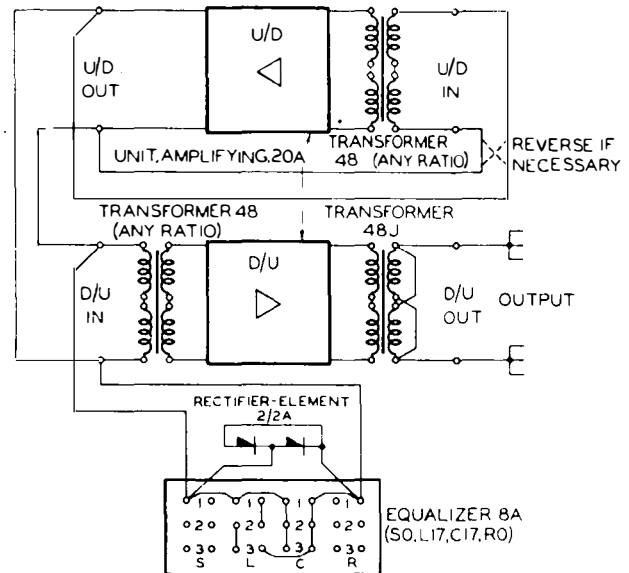 U/D
U/D
OUT
U/D
IN
UNIT, AMPLIFYING, 20A
TRANSFORMER
48 (ANY RATIO)
REVERSE IF
NECESSARY
TRANSFORMER 48
(ANY RATIO)
TRANSFORMER
48J
D/U
D/U
IN
D/U
OUT
OUTPUT
RECTIFIER-ELEMENT
2/2A
1 1 1
2 2 2 2
3 3 3 3
S L C R
EQUALIZER 8A
(SO, L17, C17, RO)